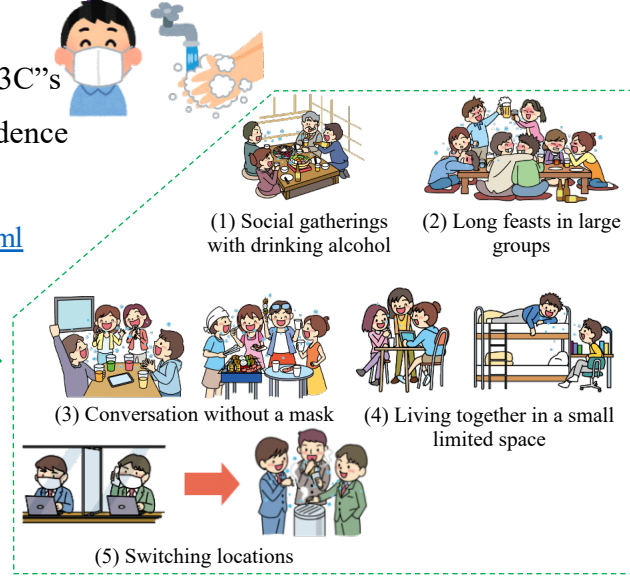 3C”s
dence
ml
(1) Social gatherings
with drinking alcohol
(2) Long feasts in large
groups
(3) Conversation without a mask
(4) Living together in a small
limited space
(5) Switching locations